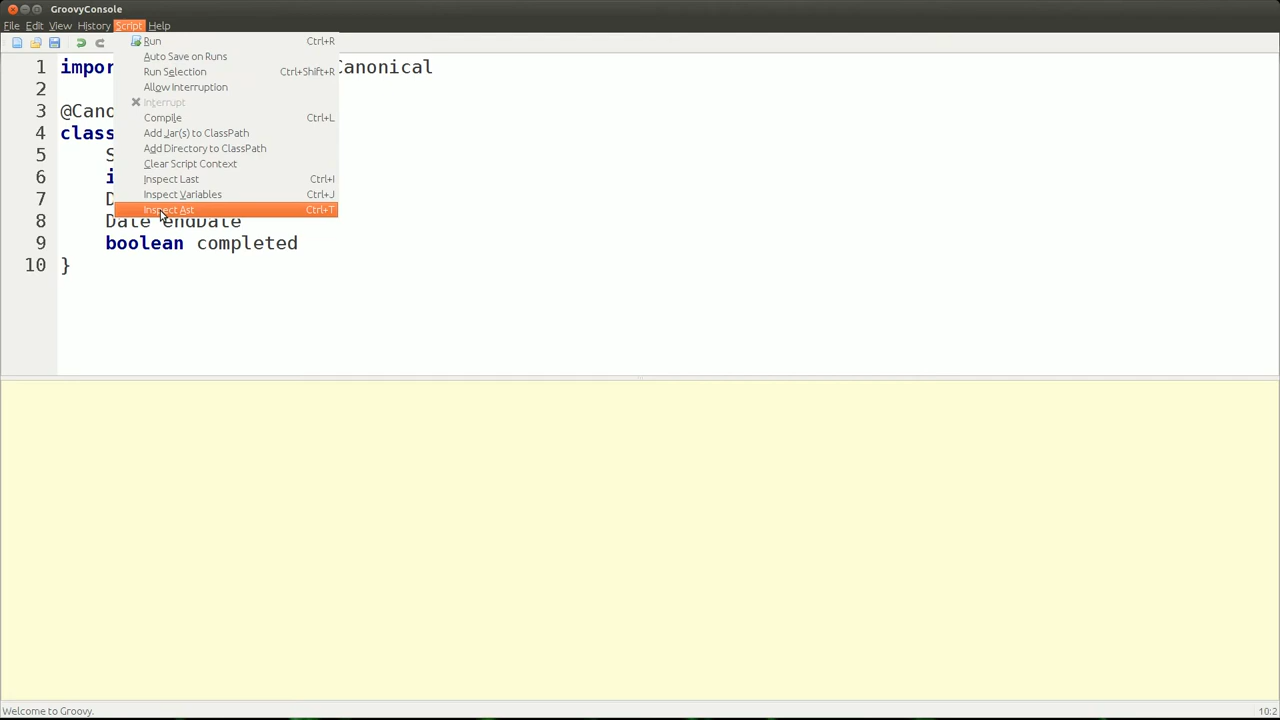 GroovyConsole
File Edit View History Script Help
Run Ctrl+R
Auto Save on Runs
Run Selection Ctrl+Shift+R
Allow Interruption
Interrupt
Compile Ctrl+L
Add Jar(s) to ClassPath
Add Directory to ClassPath
Clear Script Context
Inspect Last Ctrl+I
Inspect Variables Ctrl+J
Inspect Ast Ctrl+T
1 impor Canonical
2
3 @Cano
4 class
5 S
6 i
7 D
8 Date endDate
9 boolean completed
10 }
Welcome to Groovy.
10:2